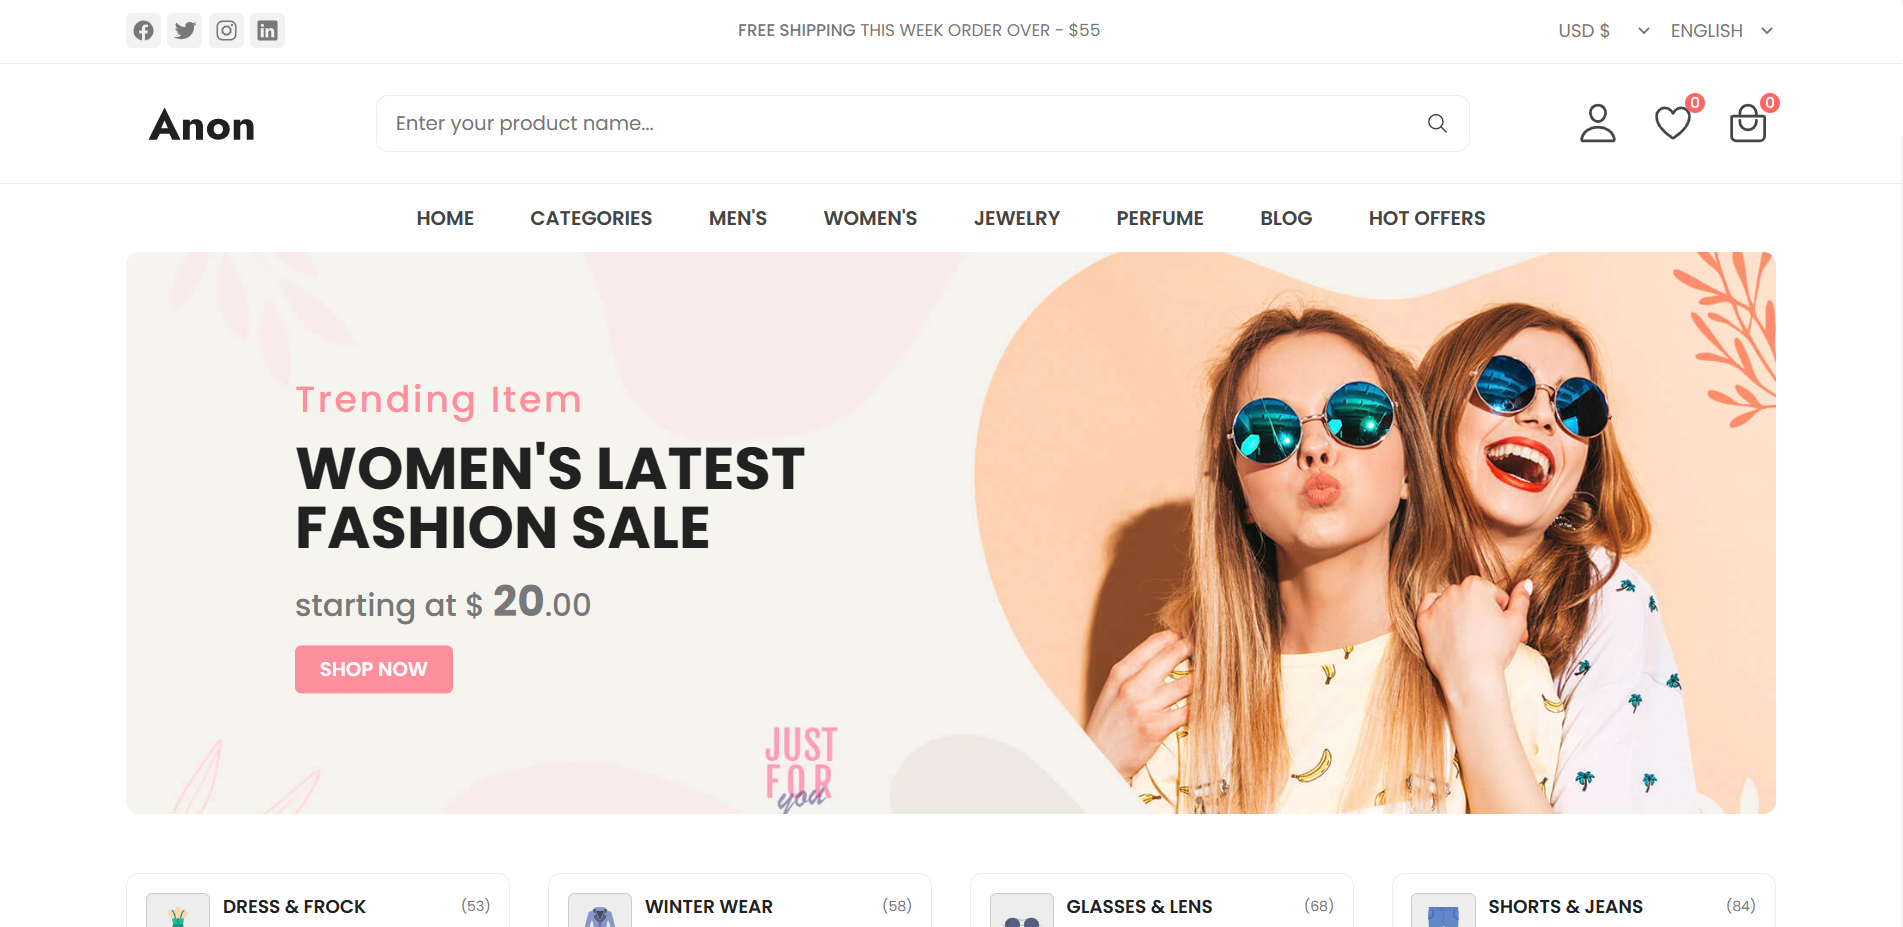 FREE SHIPPING THIS WEEK ORDER OVER - $55
USD $
ENGLISH
Anon
Enter your product name...
0
0
HOME
CATEGORIES
MEN'S
WOMEN'S
JEWELRY
PERFUME
BLOG
HOT OFFERS
Trending Item
WOMEN'S LATEST
FASHION SALE
starting at $ 20.00
SHOP NOW
JUST
FOR
you
DRESS & FROCK
(53)
WINTER WEAR
(58)
GLASSES & LENS
(68)
SHORTS & JEANS
(84)